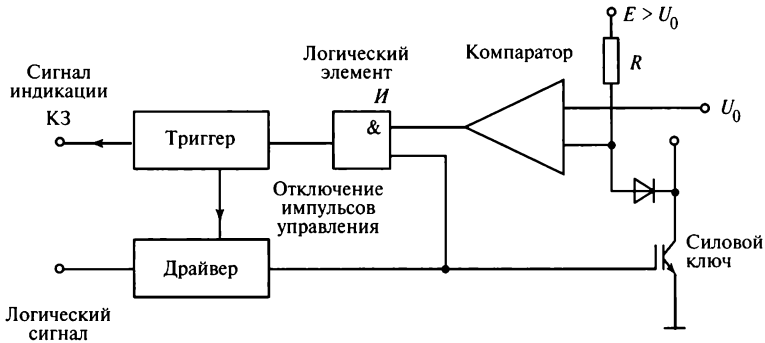 E > U₀
Логический
элемент
И
Компаратор
R
Сигнал
индикации
КЗ
Триггер
&
U₀
Отключение
импульсов
управления
Драйвер
Силовой
ключ
Логический
сигнал